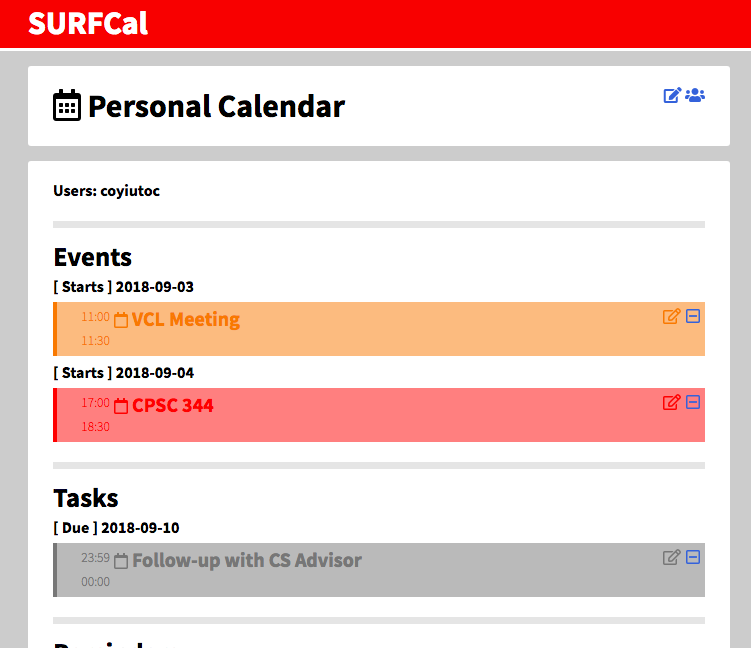 SURFCal
Personal Calendar
Users: coyiutoc
Events
[ Starts ] 2018-09-03
11:00 VCL Meeting
11:30
[ Starts ] 2018-09-04
17:00 CPSC 344
18:30
Tasks
[ Due ] 2018-09-10
23:59 Follow-up with CS Advisor
00:00